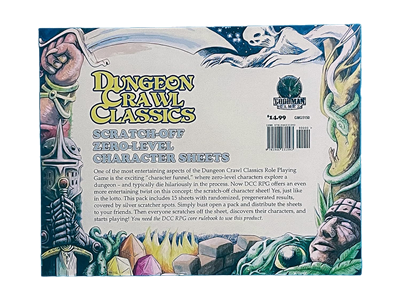 DUNGEON
CRAWL
CLASSICS
SCRATCH-OFF
ZERO-LEVEL
CHARACTER SHEETS
GOODMAN
GAMES
$14.99
One of the most entertaining aspects of the Dungeon Crawl Classics Role Playing
Game is the exciting "character funnel," where zero-level characters explore a
dungeon – and typically die hilariously in the process. Now DCC RPG offers an even
more entertaining twist on this concept: the scratch-off character sheet! Yes, just like
in the lotto. This pack includes 15 sheets with randomized, pregenerated results,
covered by silver scratch spots. Simply bust open a pack and distribute the sheets
to your friends. Then everyone scratches off the sheet, discovers their characters, and
starts playing! You need the DCC RPG core rulebook to use this product.